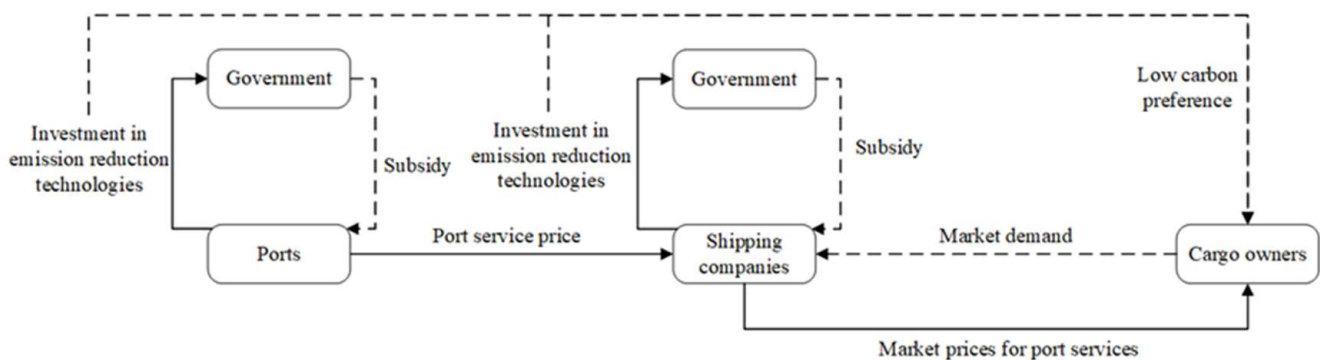 Government
Government
Low carbon
preference
Investment in
emission reduction
technologies
Subsidy
Investment in
emission reduction
technologies
Subsidy
Ports
Port service price
Shipping
companies
Market demand
Cargo owners
Market prices for port services